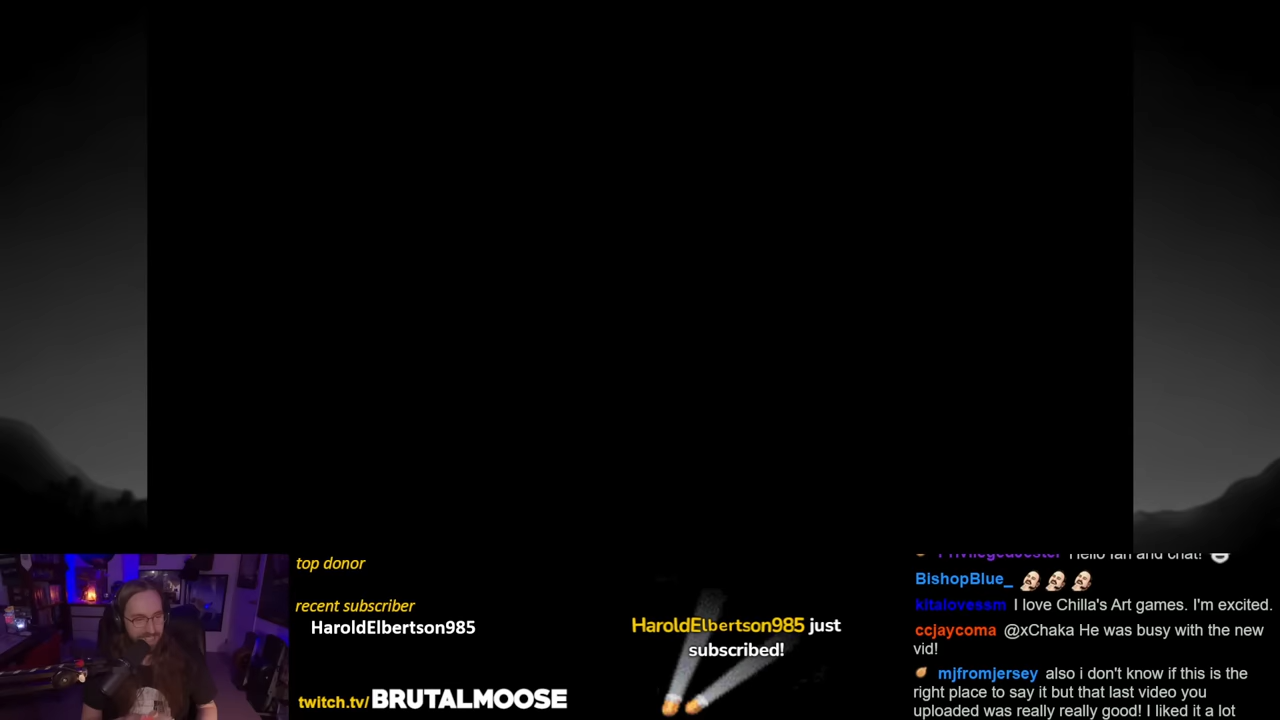 top donor
recent subscriber
HaroldElbertson985
twitch.tv/BRUTALMOOSE
HaroldElbertson985 just
subscribed!
PrivilegedJester Hello Ian and chat!
BishopBlue_
kitalovessm I love Chilla's Art games. I'm excited.
ccjaycoma @xChaka He was busy with the new
vid!
mjfromjersey also i don't know if this is the
right place to say it but that last video you
uploaded was really really good! I liked it a lot